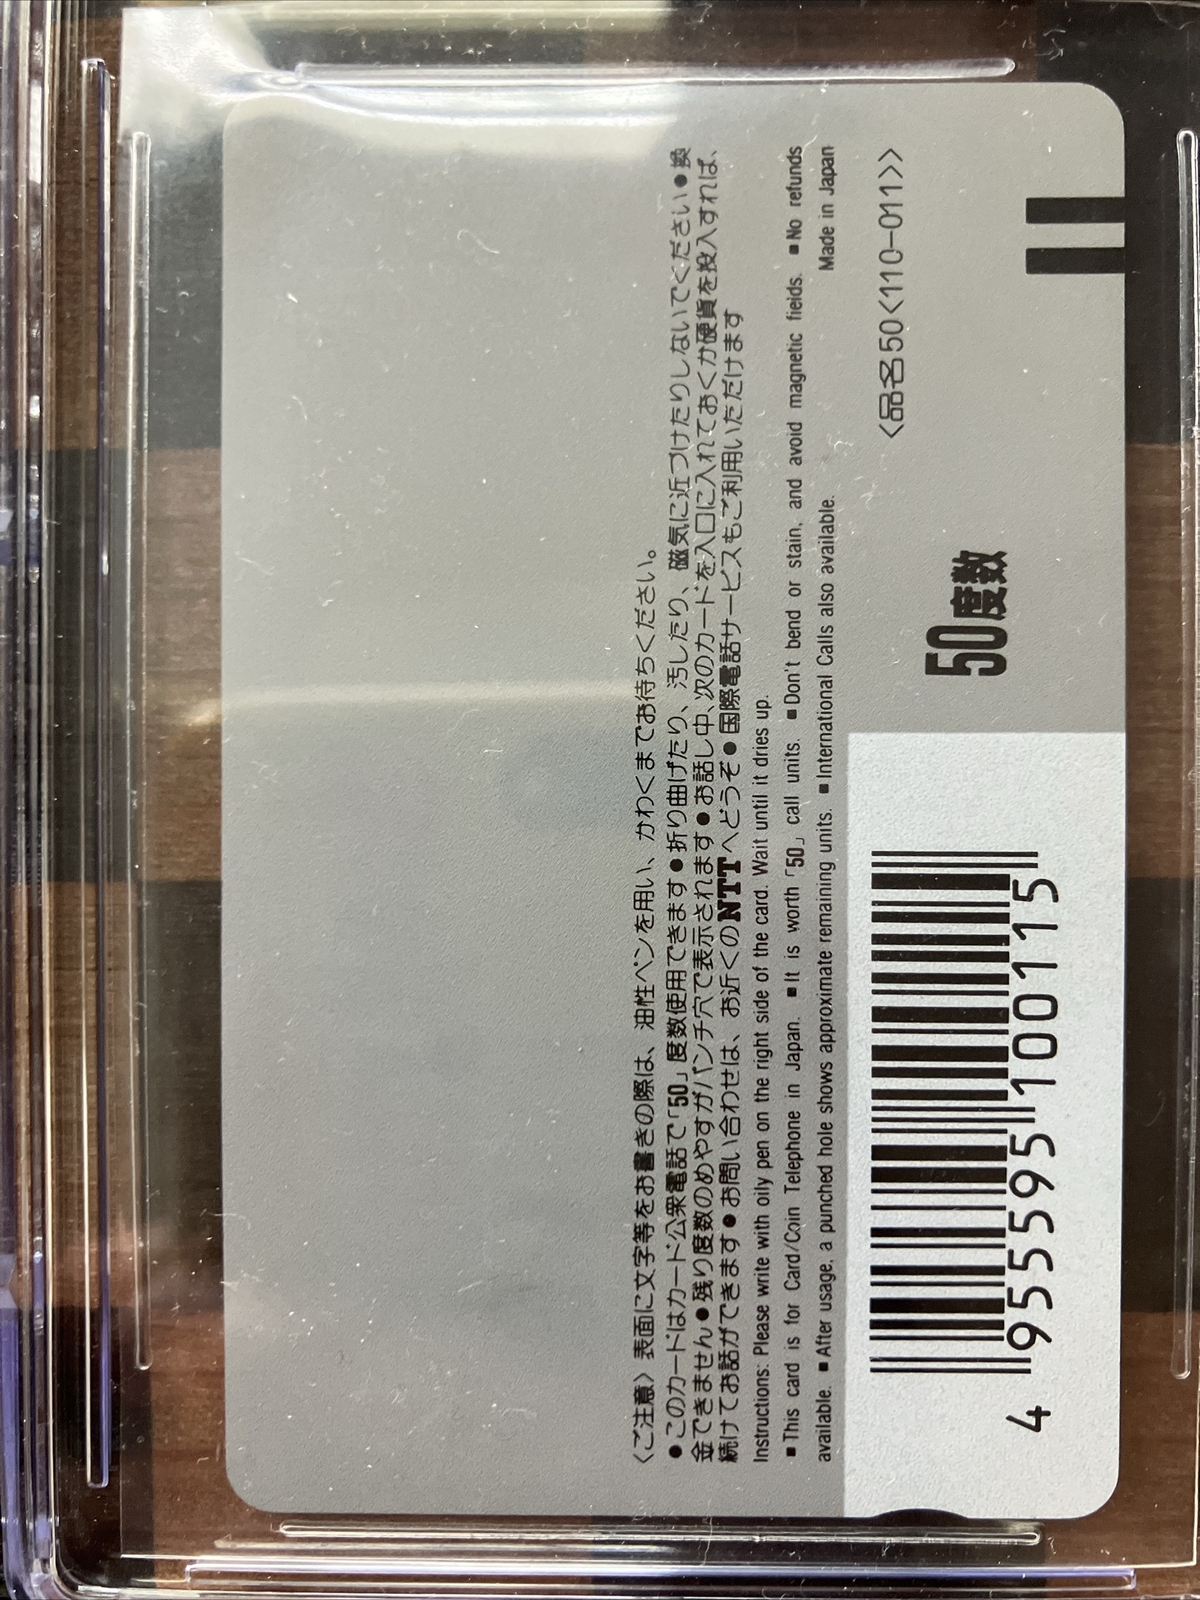 〈ご注意〉表面に文字等をお書きの際は、油性ペンを用い、かわくまでお待ちください。
●このカードはカード公衆電話で「50」度数使用できます●折り曲げたり、汚したり、磁気に近づけたりしないでください●換
金できません●残り度数のめやすがパンチ穴で表示されます●お話し中、次のカードを入口に入れておくか硬貨を投入すれば、
続けてお話ができます●お問い合わせは、お近くのNTTへどうぞ●国際電話サービスもご利用いただけます
Instructions: Please write with oily pen on the right side of the card. Wait until it dries up.
■This card is for Card/Coin Telephone in Japan. ■It is worth「50」call units. ■Don't bend or stain, and avoid magnetic fields. ■No refunds
available. ■After usage, a punched hole shows approximate remaining units. ■International Calls also available. Made in Japan
〈品名50〈110-011〉〉
50度数
4 955595 100115